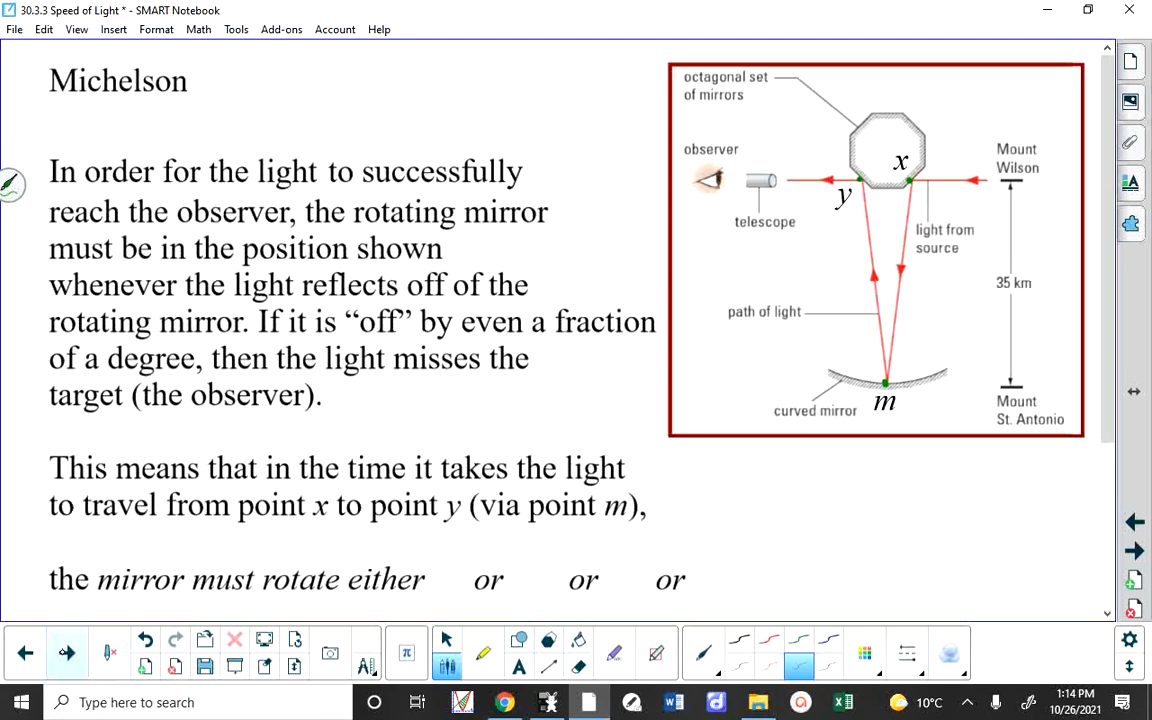 30.3.3 Speed of Light * - SMART Notebook
File Edit View Insert Format Math Tools Add-ons Account Help
Michelson
In order for the light to successfully
reach the observer, the rotating mirror
must be in the position shown
whenever the light reflects off of the
rotating mirror. If it is “off” by even a fraction
of a degree, then the light misses the
target (the observer).
This means that in the time it takes the light
to travel from point x to point y (via point m),
the mirror must rotate either or or or
octagonal set
of mirrors
observer
x
Mount
Wilson
y
telescope
light from
source
35 km
path of light
curved mirror
m
Mount
St. Antonio
π
A
Type here to search
10°C
1:14 PM
10/26/2021